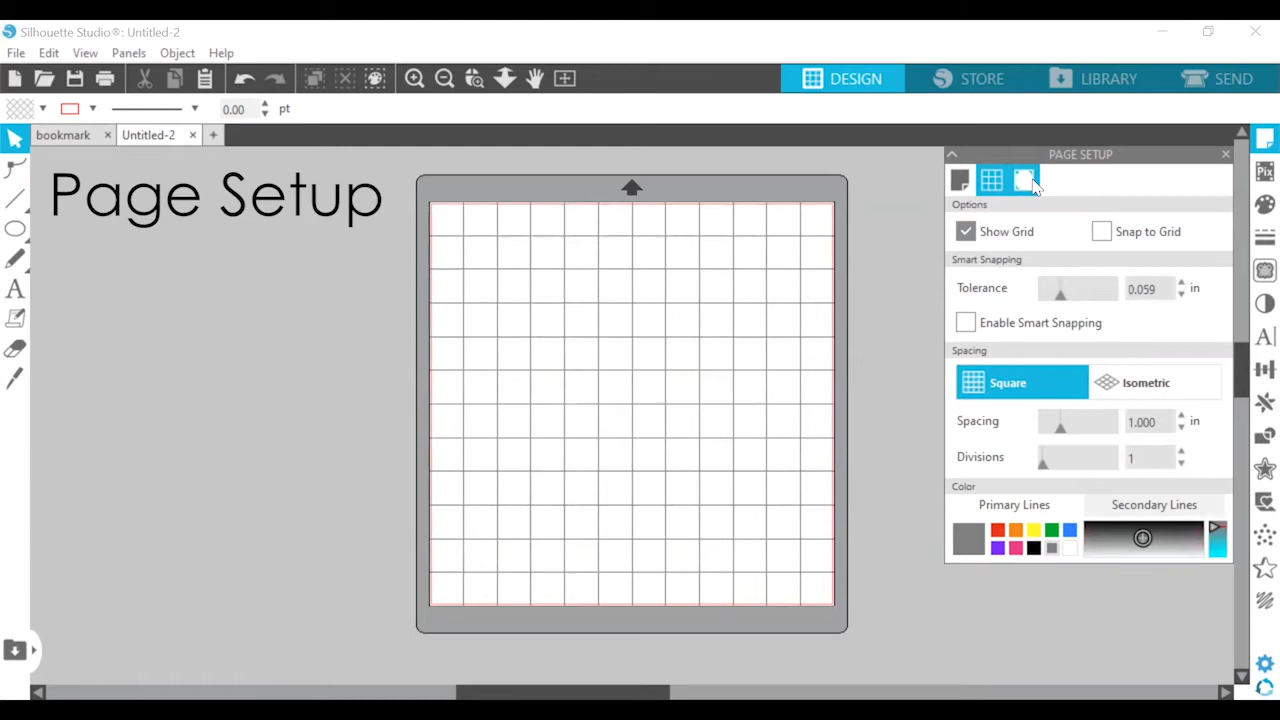 Silhouette Studio®: Untitled-2
File Edit View Panels Object Help
DESIGN STORE LIBRARY SEND
0.00 pt
bookmark Untitled-2
PAGE SETUP
Page Setup
Pix
Options
Show Grid Snap to Grid
Smart Snapping
Tolerance 0.059 in
Enable Smart Snapping
Spacing
Square Isometric
Spacing 1.000 in
Divisions 1
Color
Primary Lines Secondary Lines